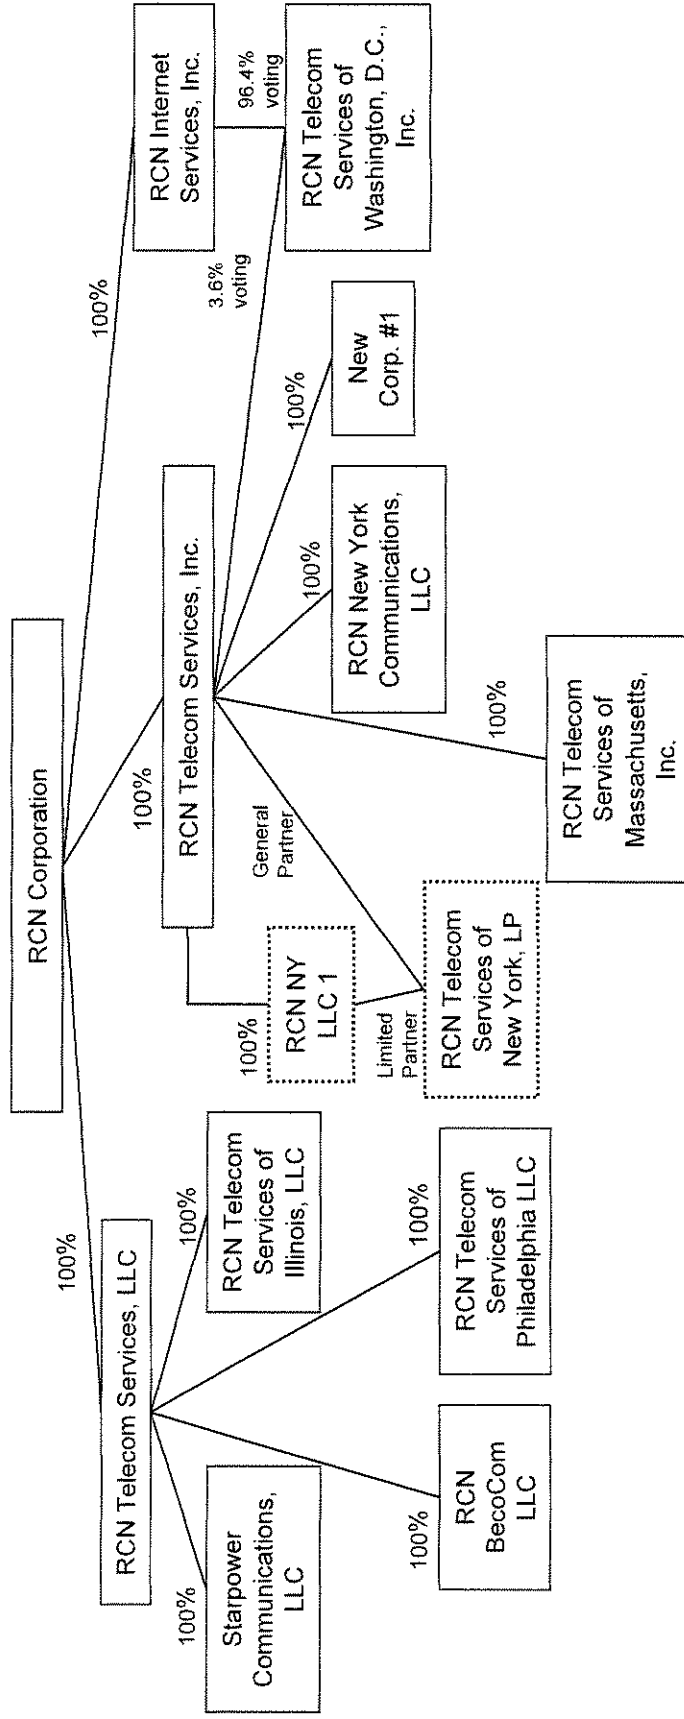 RCN Corporation
100%
100%
100%
RCN Telecom Services, LLC
RCN Telecom Services, Inc.
RCN Internet
Services, Inc.
100%
Starpower
Communications,
LLC
100%
RCN Telecom
Services of
Illinois, LLC
100%
RCN
BecoCom
LLC
100%
RCN Telecom
Services of
Philadelphia LLC
100%
RCN NY
LLC 1
Limited
Partner
General
Partner
RCN Telecom
Services of
New York, LP
100%
RCN Telecom
Services of
Massachusetts,
Inc.
100%
RCN New York
Communications,
LLC
100%
New
Corp. #1
3.6%
voting
96.4%
voting
RCN Telecom
Services of
Washington, D.C.,
Inc.